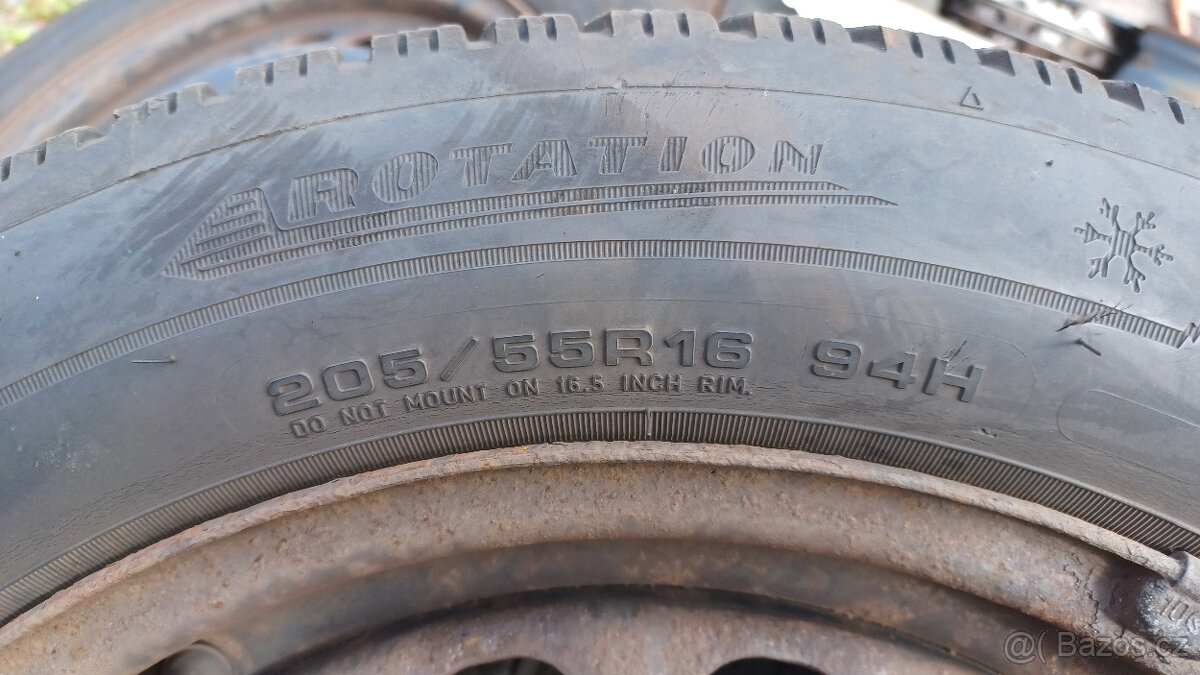 ROTATION
205/55R16 94H
DO NOT MOUNT ON 16.5 INCH RIM.
Bazos.cz